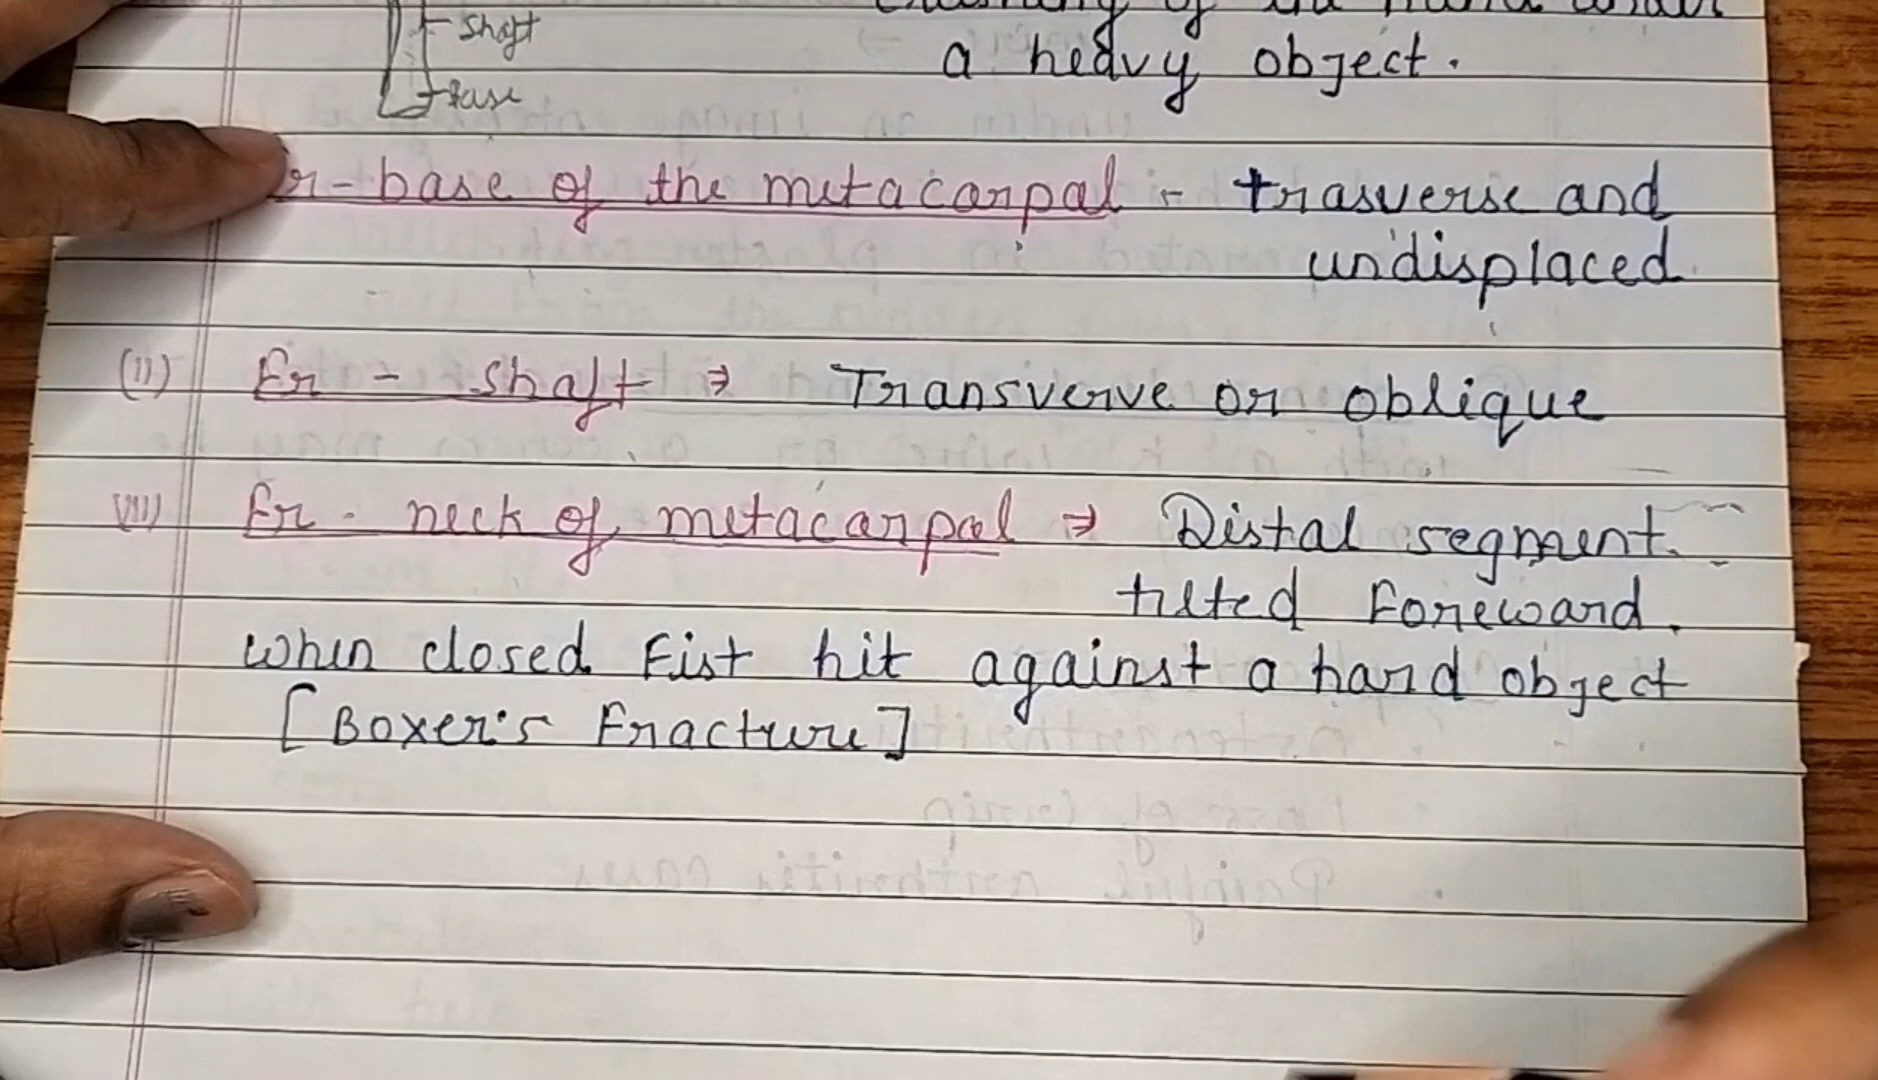 Shaft
a heavy object.
Base
r - base of the metacarpal - trasverse and
undisplaced
(ii) Fr - shaft ⇒ Transverve or oblique
(iii) Fr - neck of metacarpal ⇒ Distal segment
tilted Foreward.
when closed Fist hit against a hard object
[Boxer's Fracture]